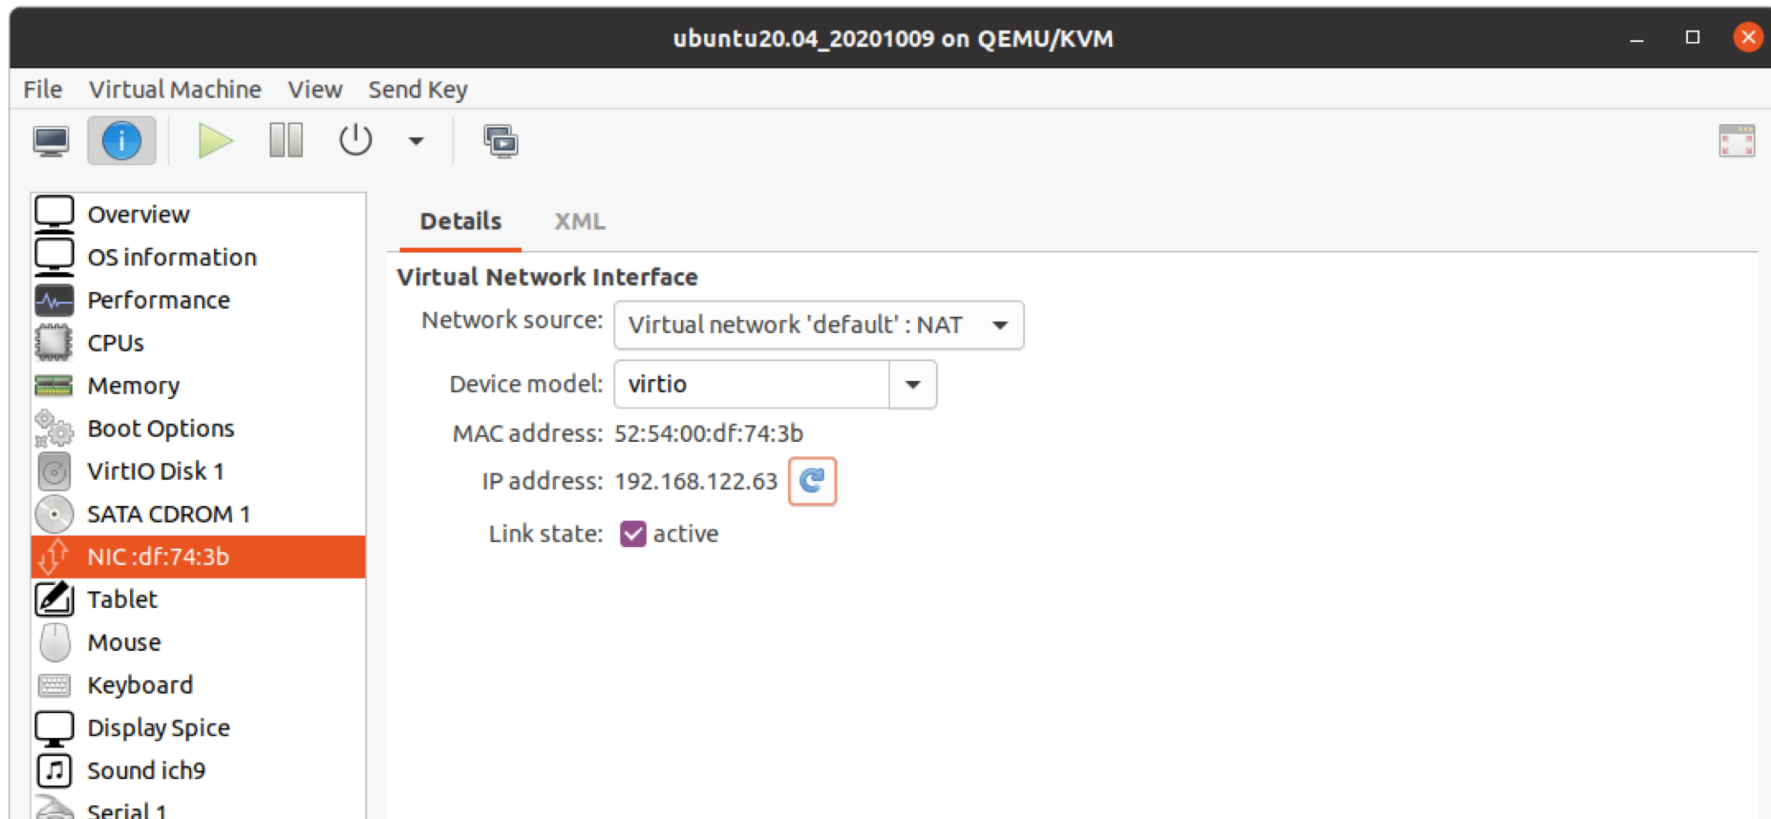 ubuntu20.04_20201009 on QEMU/KVM
File Virtual Machine View Send Key
Overview
OS information
Performance
CPUs
Memory
Boot Options
VirtIO Disk 1
SATA CDROM 1
NIC :df:74:3b
Tablet
Mouse
Keyboard
Display Spice
Sound ich9
Serial 1
Details XML
Virtual Network Interface
Network source: Virtual network 'default' : NAT
Device model: virtio
MAC address: 52:54:00:df:74:3b
IP address: 192.168.122.63
Link state: active